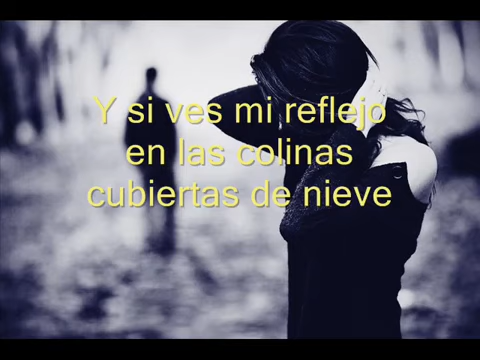 Y si ves mi reflejo
en las colinas
cubiertas de nieve